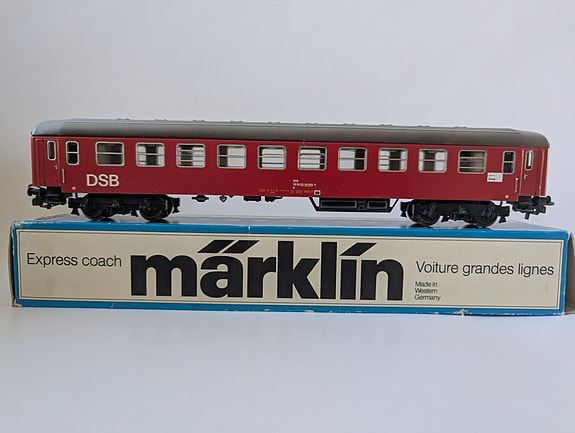 DSB
Express coach
märklin
Voiture grandes lignes
Made in
Western
Germany